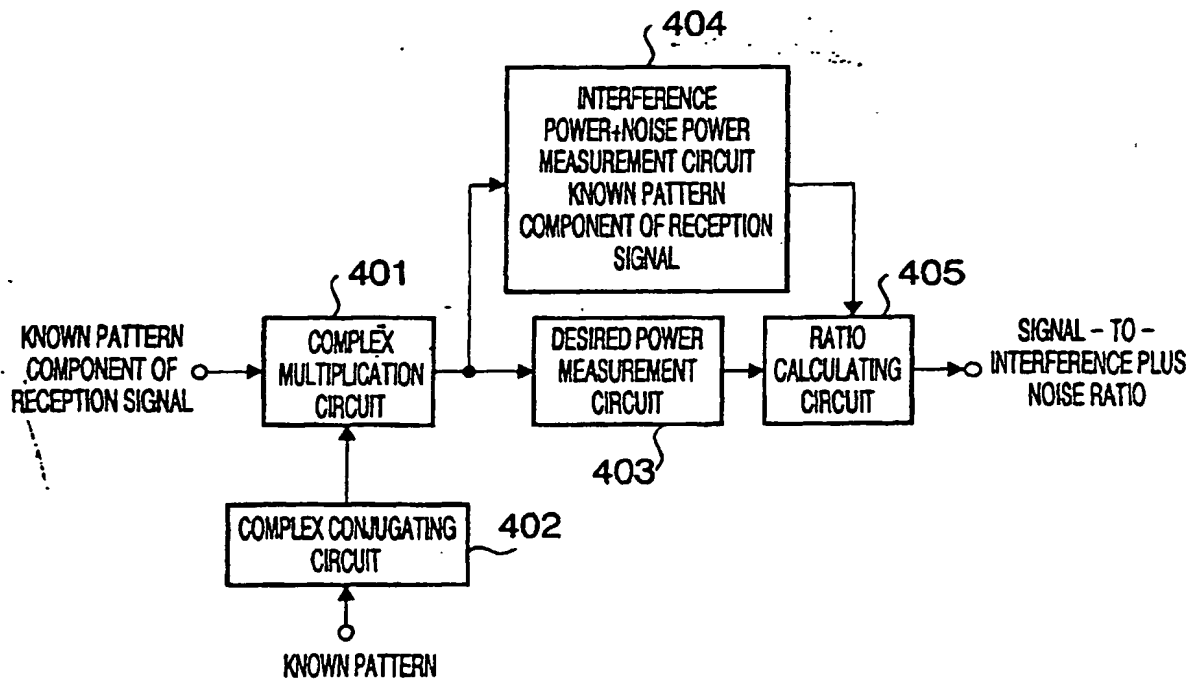 404
INTERFERENCE
POWER+NOISE POWER
MEASUREMENT CIRCUIT
KNOWN PATTERN
COMPONENT OF RECEPTION
SIGNAL
401
405
KNOWN PATTERN
COMPONENT OF
RECEPTION SIGNAL
COMPLEX
MULTIPLICATION
CIRCUIT
DESIRED POWER
MEASUREMENT
CIRCUIT
RATIO
CALCULATING
CIRCUIT
SIGNAL - TO -
INTERFERENCE PLUS
NOISE RATIO
403
COMPLEX CONJUGATING
CIRCUIT
402
KNOWN PATTERN